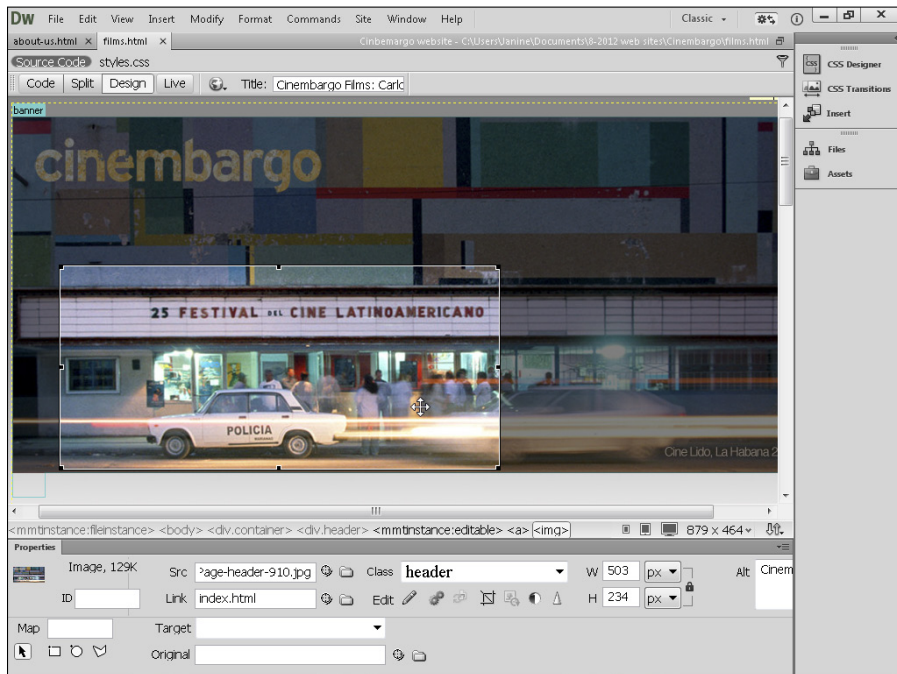 DW File Edit View Insert Modify Format Commands Site Window Help Classic
about-us.html × films.html × Cinbemargo website - C:\Users\Janine\Documents\8-2012 web sites\Cinembargo\films.html
Source Code styles.css
Code Split Design Live Title: Cinembargo Films: Carlo
CSS Designer
CSS Transitions
Insert
Files
Assets
banner
cinembargo
25 FESTIVAL DEL CINE LATINOAMERICANO
POLICIA
Cine Lido, La Habana 2
<mmtinstance:fileinstance> <body> <div.container> <div.header> <mmtinstance:editable> <a> <img> 879 x 464
Properties
Image, 129K Src ?age-header-910.jpg Class header W 503 px Alt Cinem
ID Link index.html Edit H 234 px
Map Target
Original